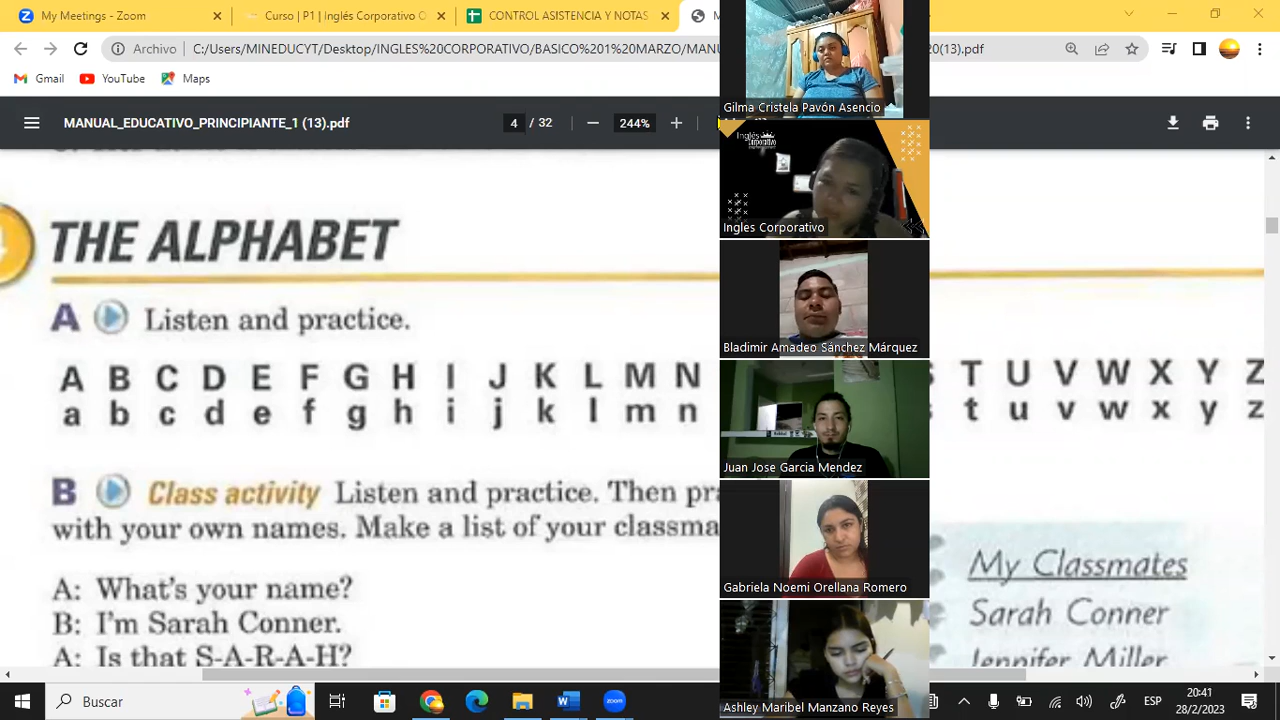 My Meetings - Zoom
Curso | P1 | Inglés Corporativo O
CONTROL ASISTENCIA Y NOTAS
Archivo
C:/Users/MINEDUCYT/Desktop/INGLES%20CORPORATIVO/BASICO%201%20MARZO/MANU
20(13).pdf
Gmail
YouTube
Maps
MANUAL_EDUCATIVO_PRINCIPIANTE_1 (13).pdf
4 / 32
244%
THE ALPHABET
A Listen and practice.
A B C D E F G H I J K L M N
T U V W X Y Z
a b c d e f g h i j k l m n
t u v w x y z
B Class activity Listen and practice. Then pra
with your own names. Make a list of your classma
A: What's your name?
B: I'm Sarah Conner.
A: Is that S-A-R-A-H?
My Classmates
Sarah Conner
Jennifer Miller
Gilma Cristela Pavón Asencio
Inglés
Corporativo
Ingles Corporativo
Bladimir Amadeo Sánchez Márquez
Juan Jose Garcia Mendez
Gabriela Noemi Orellana Romero
Ashley Maribel Manzano Reyes
Buscar
ESP
20:41
28/2/2023